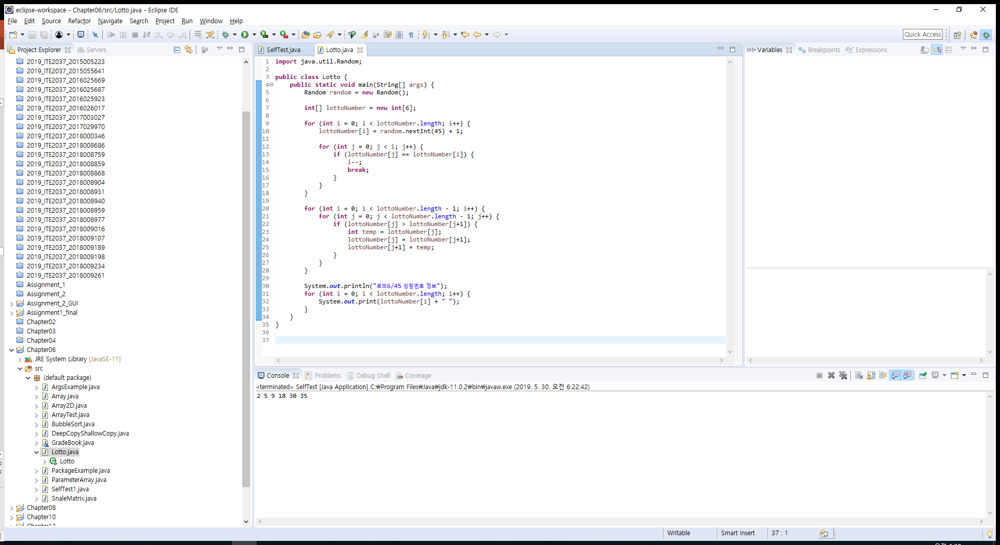 eclipse-workspace - Chapter06/src/Lotto.java - Eclipse IDE
File Edit Source Refactor Navigate Search Project Run Window Help
Quick Access
Project Explorer Servers
2019_ITE2037_2015005223
2019_ITE2037_2015055641
2019_ITE2037_2016025669
2019_ITE2037_2016025687
2019_ITE2037_2016025923
2019_ITE2037_2016026017
2019_ITE2037_2017003027
2019_ITE2037_2017029970
2019_ITE2037_2018000346
2019_ITE2037_2018008686
2019_ITE2037_2018008759
2019_ITE2037_2018008859
2019_ITE2037_2018008868
2019_ITE2037_2018008904
2019_ITE2037_2018008931
2019_ITE2037_2018008940
2019_ITE2037_2018008959
2019_ITE2037_2018008977
2019_ITE2037_2018009016
2019_ITE2037_2018009107
2019_ITE2037_2018009189
2019_ITE2037_2018009198
2019_ITE2037_2018009234
2019_ITE2037_2018009261
Assignment_1
Assignment_2
Assignment_2_GUI
Assignment1_final
Chapter02
Chapter03
Chapter04
Chapter06
JRE System Library [JavaSE-11]
src
(default package)
ArgsExample.java
Array.java
Array2D.java
ArrayTest.java
BubbleSort.java
DeepCopyShallowCopy.java
GradeBook.java
Lotto.java
Lotto
PackageExample.java
ParameterArray.java
SelfTest1.java
SnaleMatrix.java
Chapter08
Chapter10
SelfTest.java Lotto.java
1 import java.util.Random;
2
3 public class Lotto {
4 public static void main(String[] args) {
5 Random random = new Random();
6
7 int[] lottoNumber = new int[6];
8
9 for (int i = 0; i < lottoNumber.length; i++) {
10 lottoNumber[i] = random.nextInt(45) + 1;
11
12 for (int j = 0; j < i; j++) {
13 if (lottoNumber[j] == lottoNumber[i]) {
14 i--;
15 break;
16 }
17 }
18 }
19
20 for (int i = 0; i < lottoNumber.length - 1; i++) {
21 for (int j = 0; j < lottoNumber.length - 1; j++) {
22 if (lottoNumber[j] > lottoNumber[j+1]) {
23 int temp = lottoNumber[j];
24 lottoNumber[j] = lottoNumber[j+1];
25 lottoNumber[j+1] = temp;
26 }
27 }
28 }
29
30 System.out.println("로또6/45 당첨번호 정보");
31 for (int i = 0; i < lottoNumber.length; i++) {
32 System.out.print(lottoNumber[i] + " ");
33 }
34 }
35 }
36
37
(x)= Variables Breakpoints Expressions
Console Problems Debug Shell Coverage
<terminated> SelfTest [Java Application] C:₩Program Files₩Java₩jdk-11.0.2₩bin₩javaw.exe (2019. 5. 30. 오전 6:22:42)
2 5 9 18 30 35
Writable Smart Insert 37 : 1